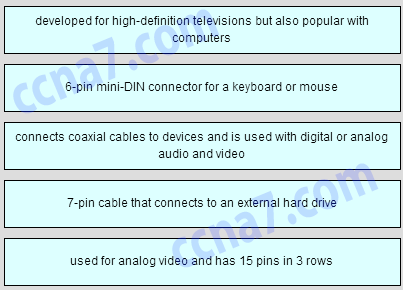 developed for high-definition televisions but also popular with
computers
6-pin mini-DIN connector for a keyboard or mouse
connects coaxial cables to devices and is used with digital or analog
audio and video
7-pin cable that connects to an external hard drive
used for analog video and has 15 pins in 3 rows
ccna7.com
ccna7.com